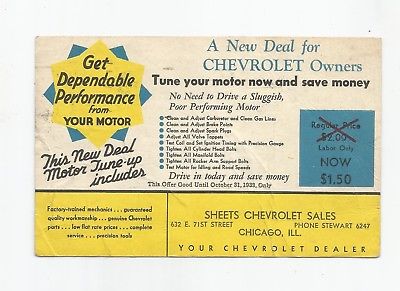 Get
Dependable
Performance
from
YOUR MOTOR
This New Deal
Motor Tune-up
includes
A New Deal for
CHEVROLET Owners
Tune your motor now and save money
No Need to Drive a Sluggish,
Poor Performing Motor
Clean and Adjust Carburetor and Clean Gas Lines
Clean and Adjust Brake Points
Clean and Adjust Spark Plugs
Adjust All Valve Tappets
Test Coil and Set Ignition Timing with Precision Gauge
Tighten All Cylinder Head Bolts
Tighten All Manifold Bolts
Tighten All Rocker Arm Support Bolts
Test Motor for Idling and Road Speeds
Drive in today and save money
This Offer Good Until October 31, 1933, Only
Regular Price
$2.00
Labor Only
NOW
$1.50
Factory-trained mechanics . . . guaranteed
quality workmanship . . genuine Chevrolet
parts . . . low flat rate prices . . . complete
service . . . precision tools
SHEETS CHEVROLET SALES
632 E. 71ST STREET PHONE STEWART 6247
CHICAGO, ILL.
YOUR CHEVROLET DEALER